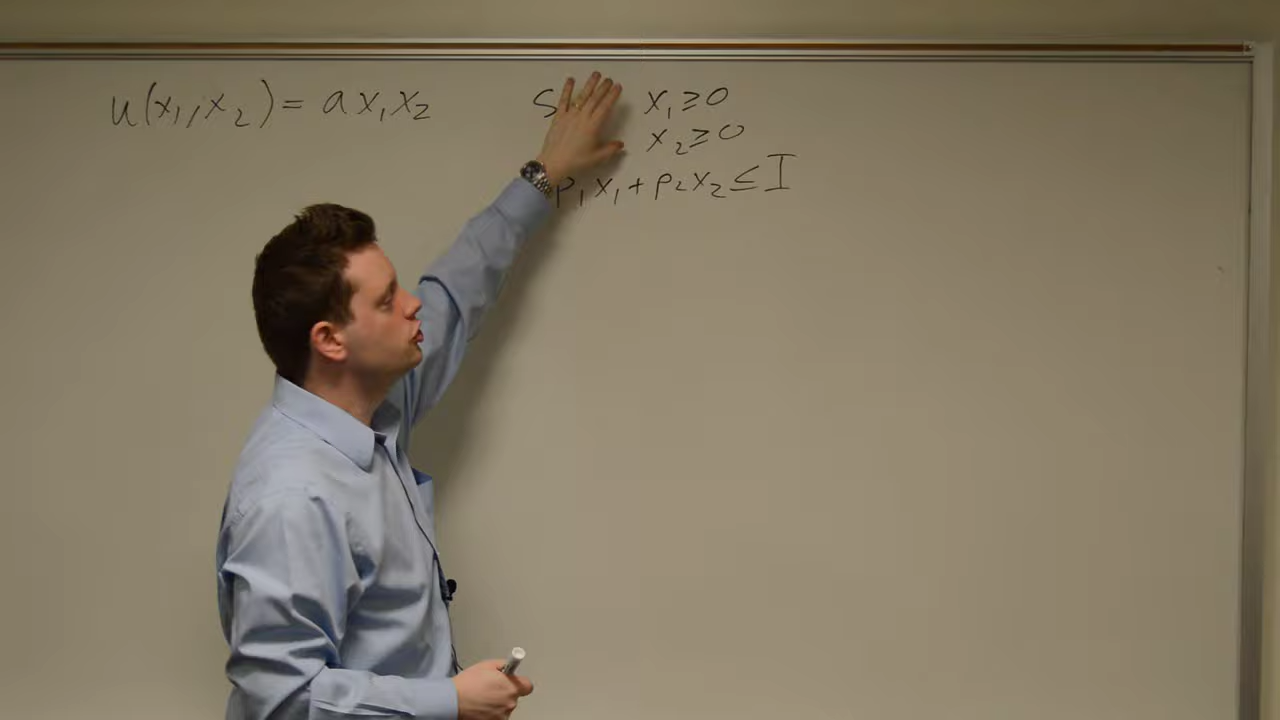 u(x₁,x₂) = ax₁x₂
x₁≥0
x₂≥0
p₁x₁+p₂x₂≤I